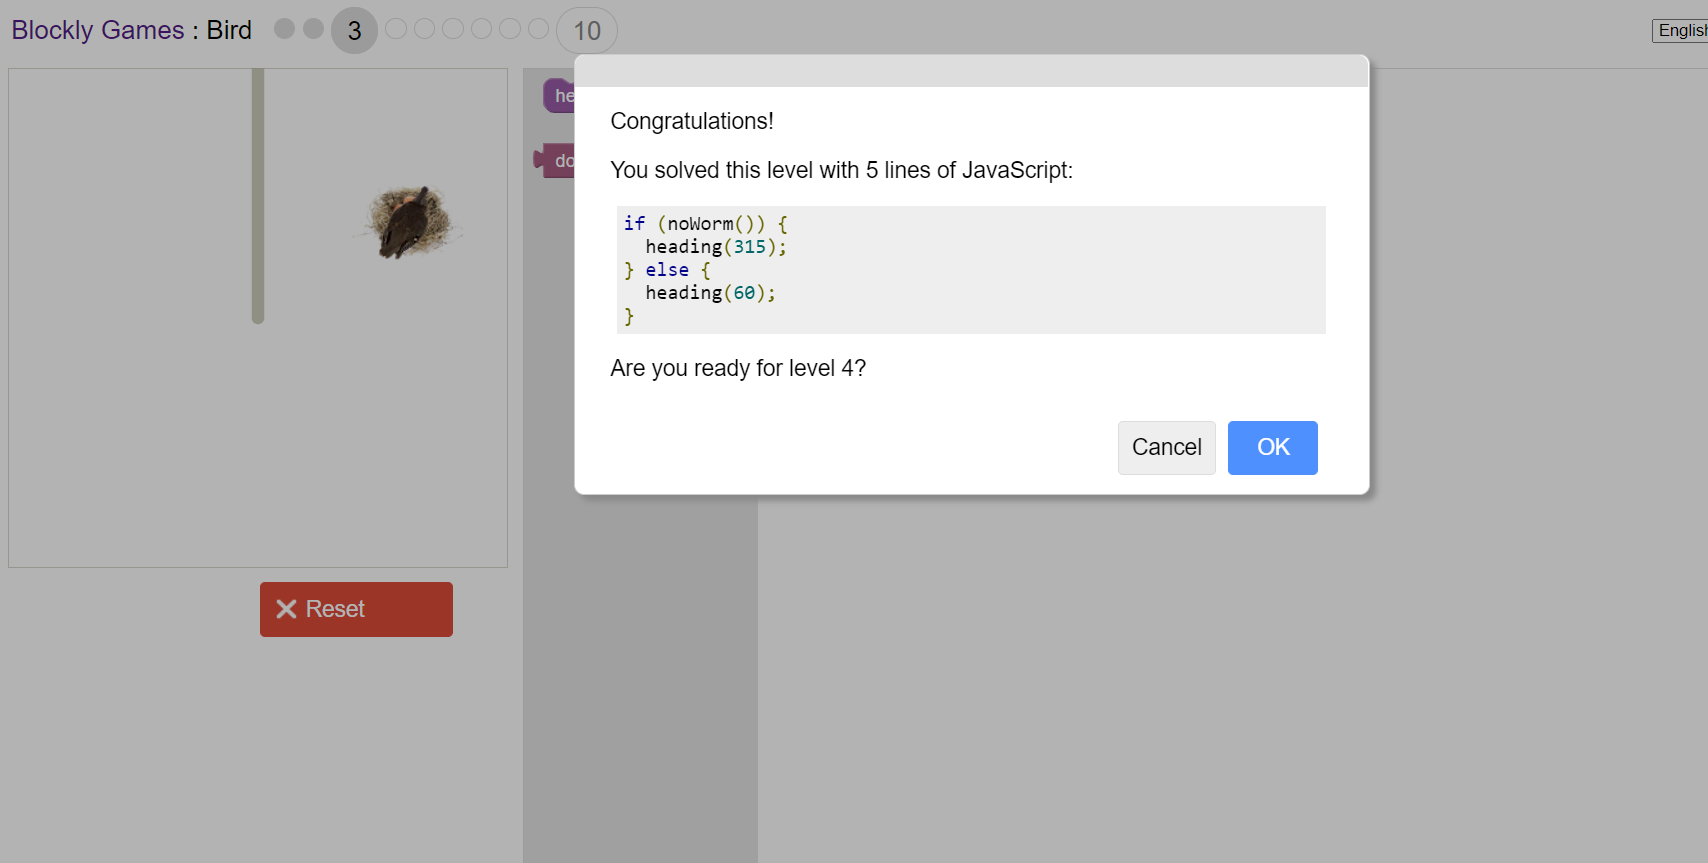 Blockly Games : Bird 3 10
English
he
do
Congratulations!
You solved this level with 5 lines of JavaScript:
if (noWorm()) {
  heading(315);
} else {
  heading(60);
}
Are you ready for level 4?
Cancel OK
Reset